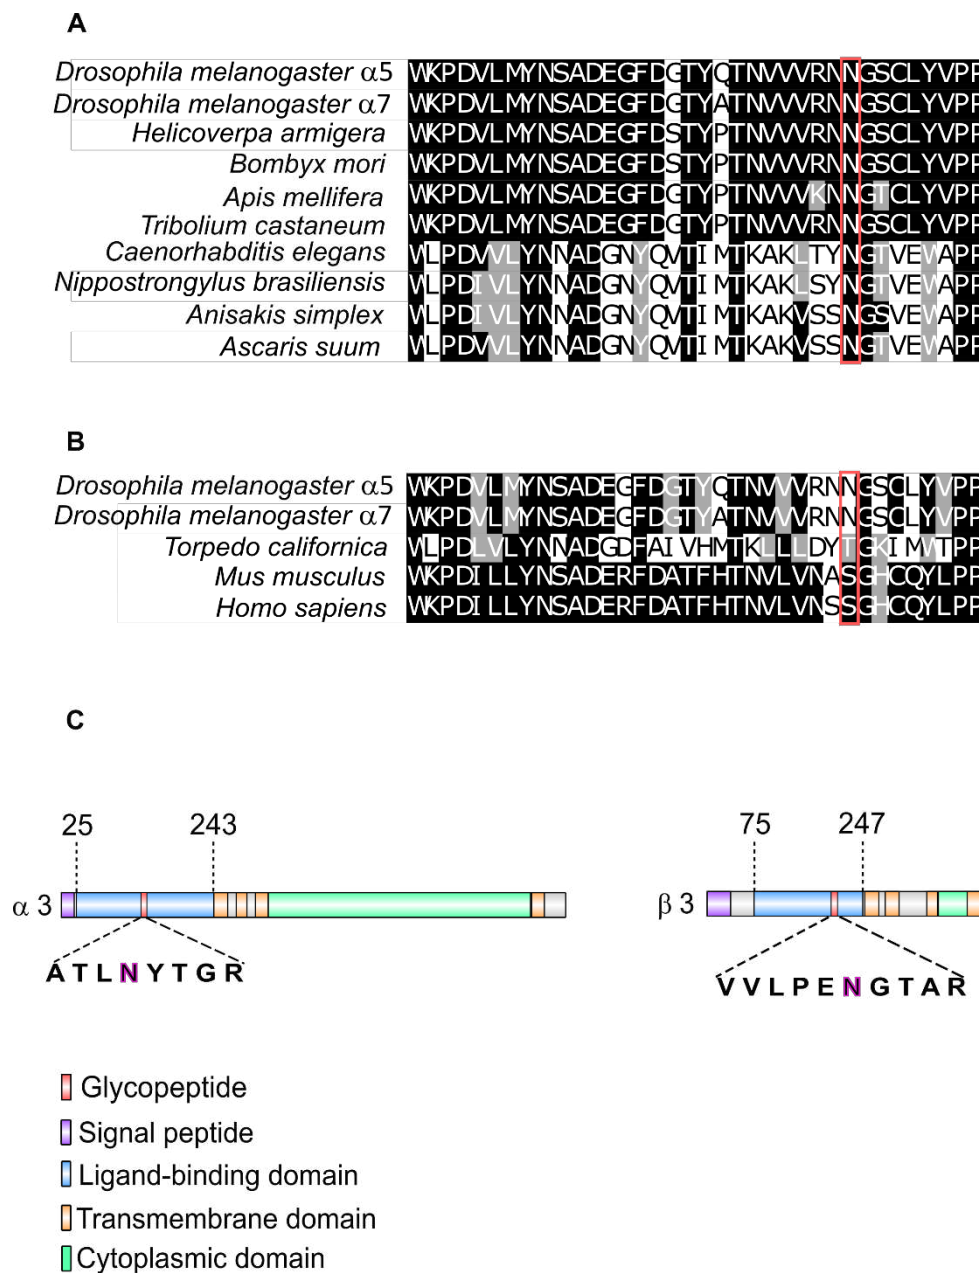 A
Drosophila melanogaster α5 WKPDVLMYNSADEGFDGTYQTNVVVRNNGSCLYVPP
Drosophila melanogaster α7 WKPDVLMYNSADEGFDGTYATNVVVRNNGSCLYVPP
Helicoverpa armigera WKPDVLMYNSADEGFDSTYPTNVVVRNNGSCLYVPP
Bombyx mori WKPDVLMYNSADEGFDSTYPTNVVVRNNGSCLYVPP
Apis mellifera WKPDVLMYNSADEGFDGTYPTNVVVKNNGTCLYVPP
Tribolium castaneum WKPDVLMYNSADEGFDGTYPTNVVVRNNGSCLYVPP
Caenorhabditis elegans WLPDVVLYNNADGNYQVTIMTKAKLTYNGTVEWAPP
Nippostrongylus brasiliensis WLPDIVLYNNADGNYQVTIMTKAKLSYNGTVEWAPP
Anisakis simplex WLPDIVLYNNADGNYQVTIMTKAKVSSNGSVEWAPP
Ascaris suum WLPDVVLYNNADGNYQVTIMTKAKVSSNGTVEWAPP
B
Drosophila melanogaster α5 WKPDVLMYNSADEGFDGTYQTNVVVRNNGSCLYVPP
Drosophila melanogaster α7 WKPDVLMYNSADEGFDGTYATNVVVRNNGSCLYVPP
Torpedo californica WLPDLVLYNNADGDFAIVHMTKLLLDYTGKIMWTPP
Mus musculus WKPDILLYNSADERFDATFHTNVLVNASGHCQYLPP
Homo sapiens WKPDILLYNSADERFDATFHTNVLVNSSGHCQYLPP
C
25 243 75 247
α 3 β 3
A T L N Y T G R
V V L P E N G T A R
Glycopeptide
Signal peptide
Ligand-binding domain
Transmembrane domain
Cytoplasmic domain